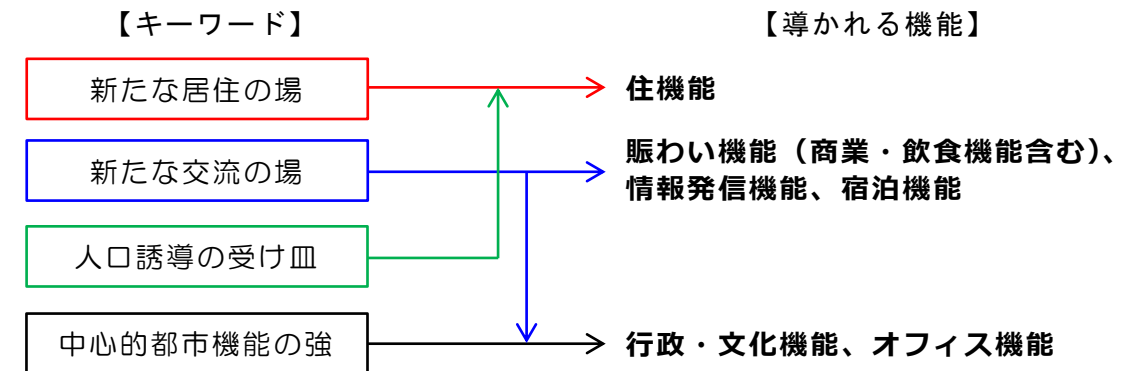 【キーワード】 【導かれる機能】
新たな居住の場 住機能
新たな交流の場 賑わい機能（商業・飲食機能含む）、
情報発信機能、宿泊機能
人口誘導の受け皿
中心的都市機能の強 行政・文化機能、オフィス機能